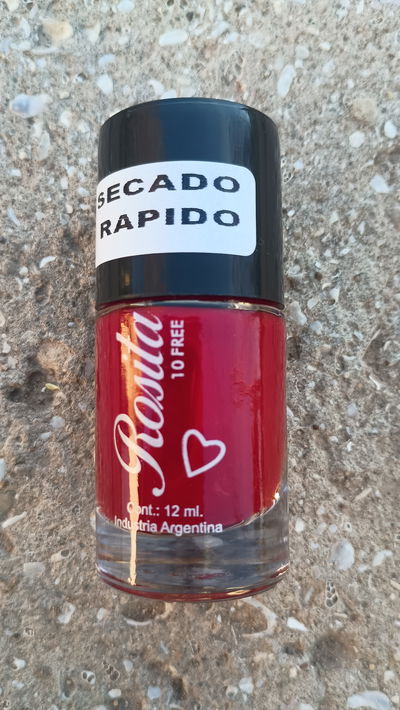 SECADO
RAPIDO
Rosita
10 FREE
Cont.: 12 ml.
Industria Argentina